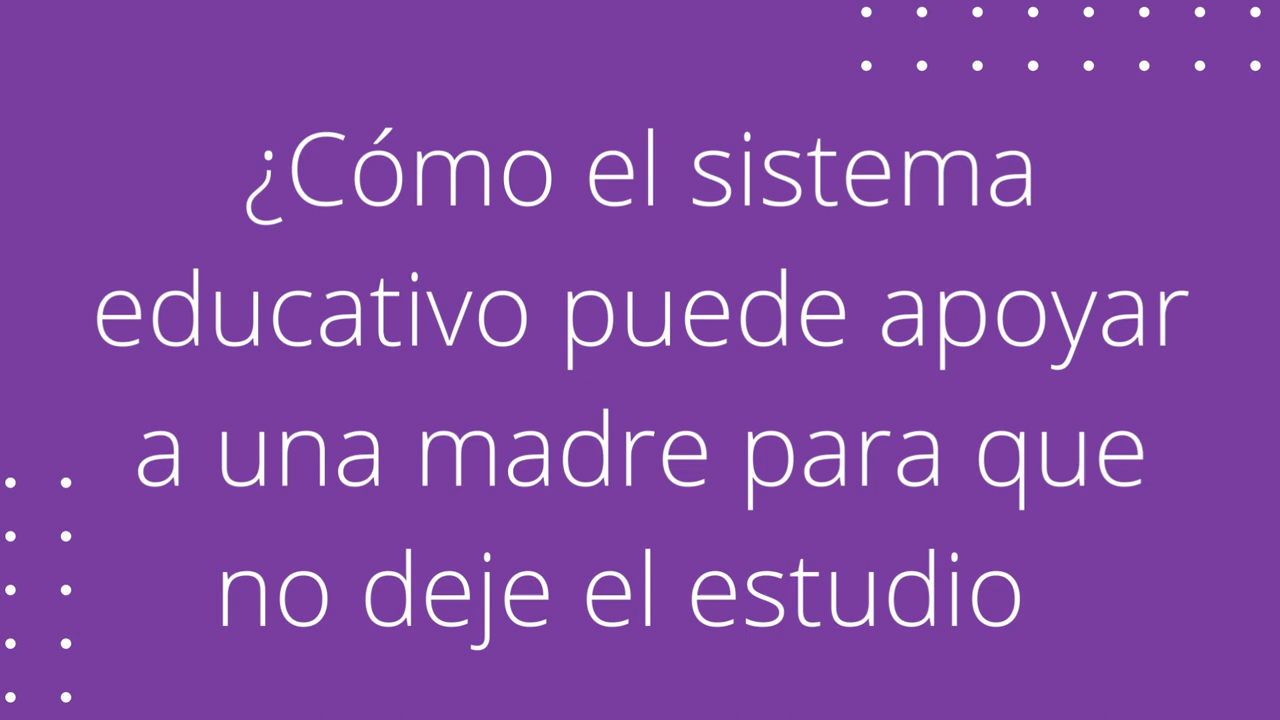 ¿Cómo el sistema
educativo puede apoyar
a una madre para que
no deje el estudio